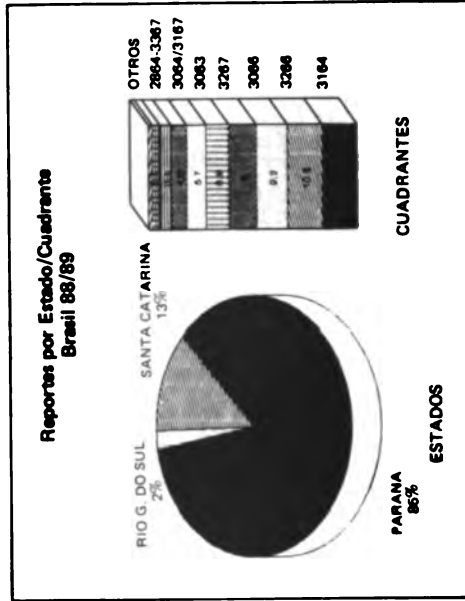 Reportes por Estado/Cuadrante
Brasil 88/89
RIO G. DO SUL
2%
SANTA CATARINA
13%
PARANA
85%
ESTADOS
OTROS
2864-3367
3064/3167
3063
3267
3066
3266
3164
CUADRANTES